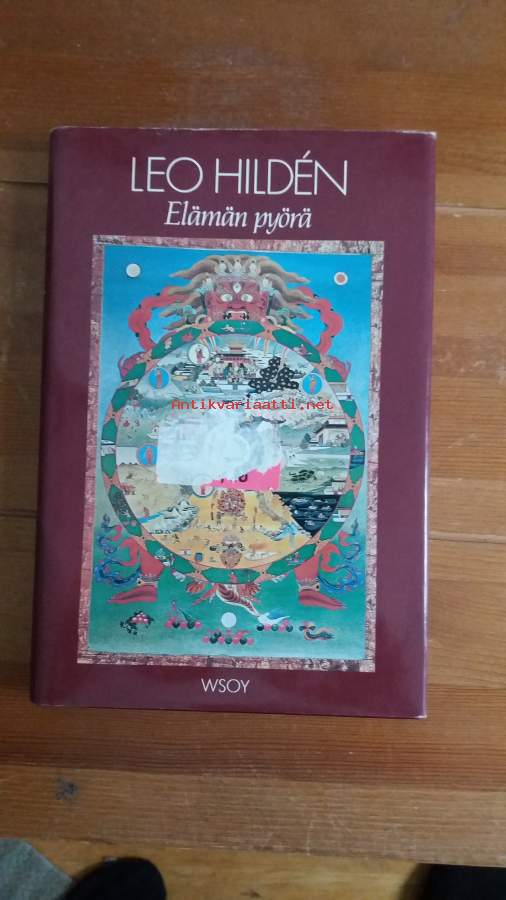 LEO HILDÉN
Elämän pyörä
Antikvariaatti.net
WSOY